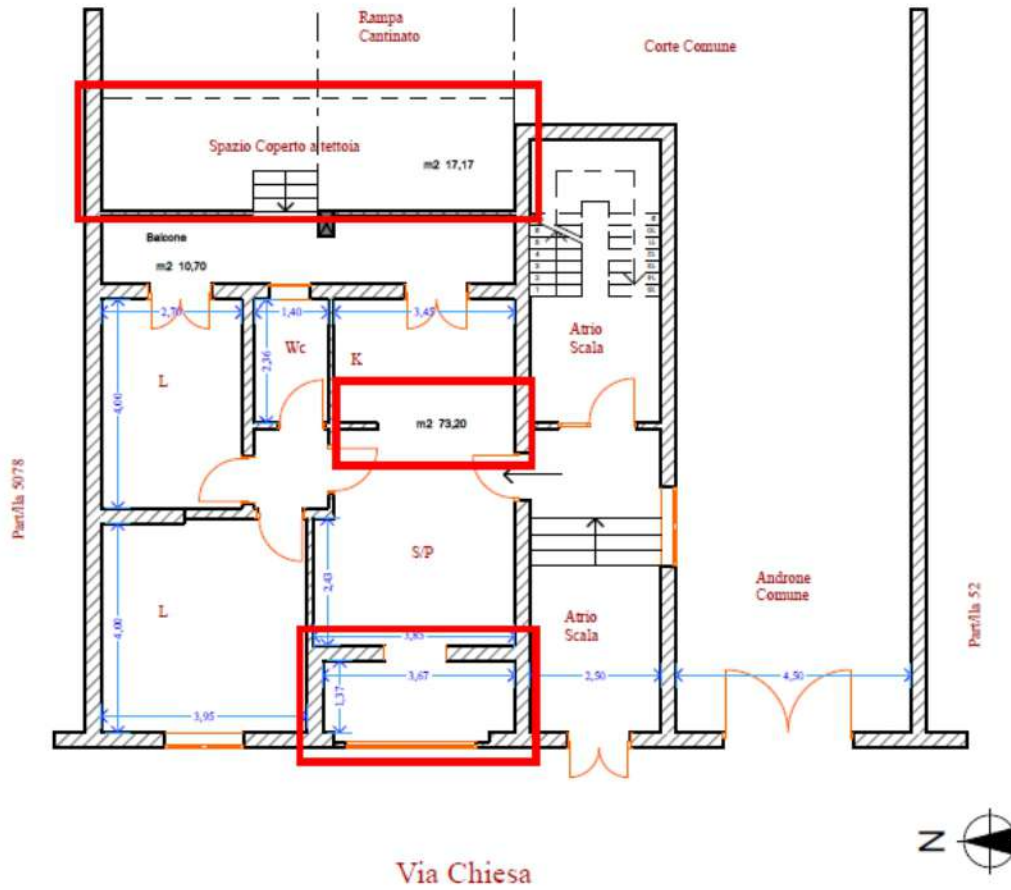 Rampa
Cantinato
Corte Comune
Spazio Coperto a tettoia
m2 17,17
Balcone
m2 10,70
2,70
1,40
3,45
Wc
K
2,36
L
4,00
Atrio
Scala
m2 73,20
Part/lla 5078
S/P
2,43
L
4,00
Androne
Comune
Atrio
Scala
Part/lla 52
3,85
3,67
1,37
2,50
4,50
3,95
N
Via Chiesa